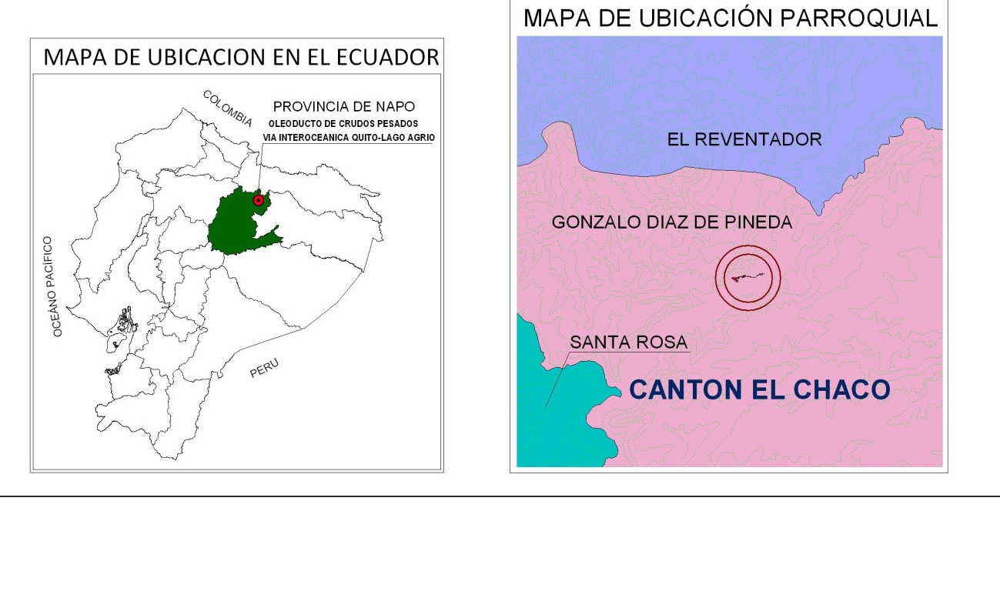 MAPA DE UBICACION EN EL ECUADOR
COLOMBIA
PROVINCIA DE NAPO
OLEODUCTO DE CRUDOS PESADOS
VIA INTEROCEANICA QUITO-LAGO AGRIO
OCEÁNO PACÍFICO
PERU
MAPA DE UBICACIÓN PARROQUIAL
EL REVENTADOR
GONZALO DIAZ DE PINEDA
SANTA ROSA
CANTON EL CHACO